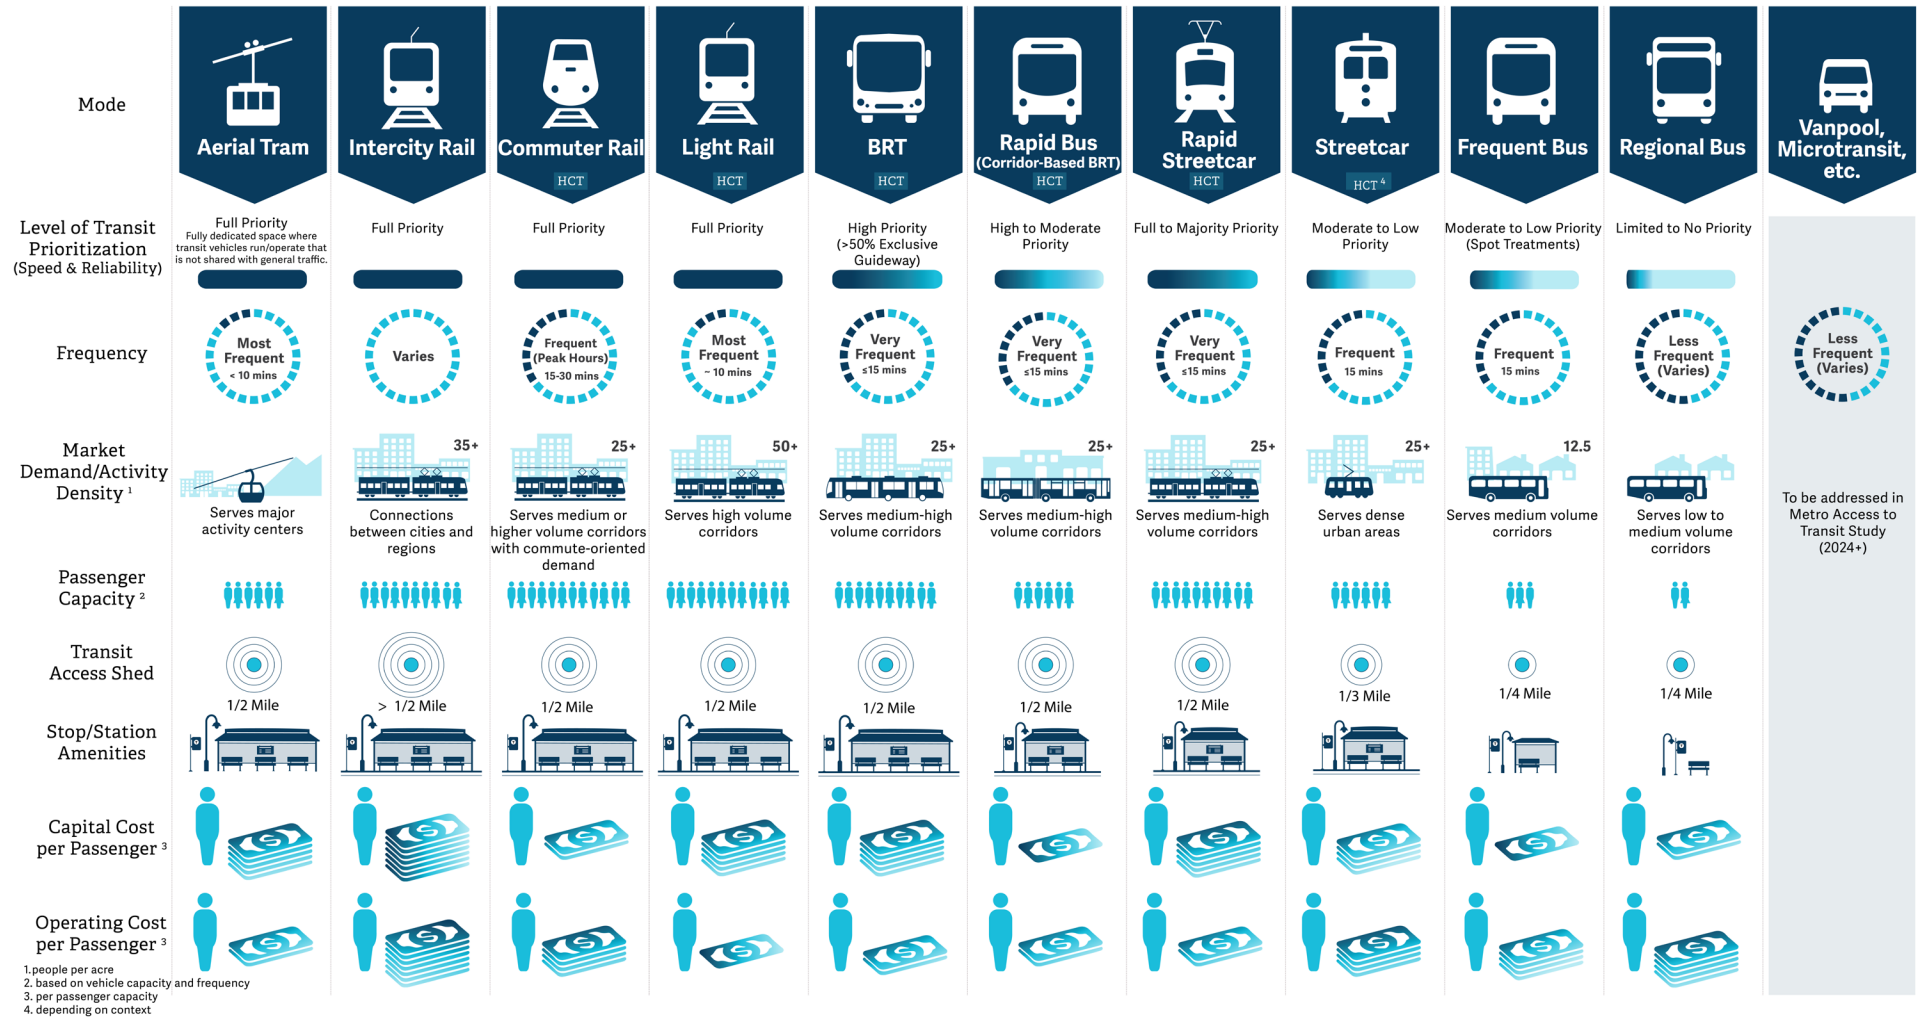 Mode
Aerial Tram
Intercity Rail
Commuter Rail
HCT
Light Rail
HCT
BRT
HCT
Rapid Bus
(Corridor-Based BRT)
HCT
Rapid
Streetcar
HCT
Streetcar
HCT 4
Frequent Bus
Regional Bus
Vanpool,
Microtransit,
etc.
Level of Transit
Prioritization
(Speed & Reliability)
Full Priority
Fully dedicated space where
transit vehicles run/operate that
is not shared with general traffic.
Full Priority
Full Priority
Full Priority
High Priority
(>50% Exclusive
Guideway)
High to Moderate
Priority
Full to Majority Priority
Moderate to Low
Priority
Moderate to Low Priority
(Spot Treatments)
Limited to No Priority
Frequency
Most
Frequent
< 10 mins
Varies
Frequent
(Peak Hours)
15-30 mins
Most
Frequent
~ 10 mins
Very
Frequent
≤15 mins
Very
Frequent
≤15 mins
Very
Frequent
≤15 mins
Frequent
15 mins
Frequent
15 mins
Less
Frequent
(Varies)
Less
Frequent
(Varies)
Market
Demand/Activity
Density 1
Serves major
activity centers
35+
Connections
between cities and
regions
25+
Serves medium or
higher volume corridors
with commute-oriented
demand
50+
Serves high volume
corridors
25+
Serves medium-high
volume corridors
25+
Serves medium-high
volume corridors
25+
Serves medium-high
volume corridors
25+
Serves dense
urban areas
12.5
Serves medium volume
corridors
Serves low to
medium volume
corridors
To be addressed in
Metro Access to
Transit Study
(2024+)
Passenger
Capacity 2
Transit
Access Shed
1/2 Mile
> 1/2 Mile
1/2 Mile
1/2 Mile
1/2 Mile
1/2 Mile
1/2 Mile
1/3 Mile
1/4 Mile
1/4 Mile
Stop/Station
Amenities
Capital Cost
per Passenger 3
Operating Cost
per Passenger 3
1.people per acre
2. based on vehicle capacity and frequency
3. per passenger capacity
4. depending on context